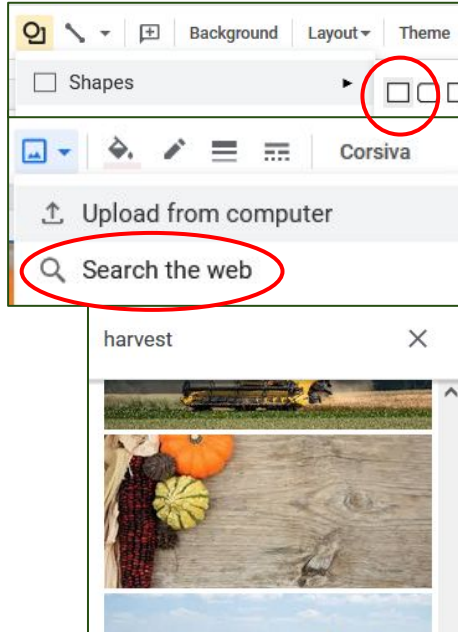 Background Layout Theme
Shapes
Corsiva
Upload from computer
Search the web
harvest